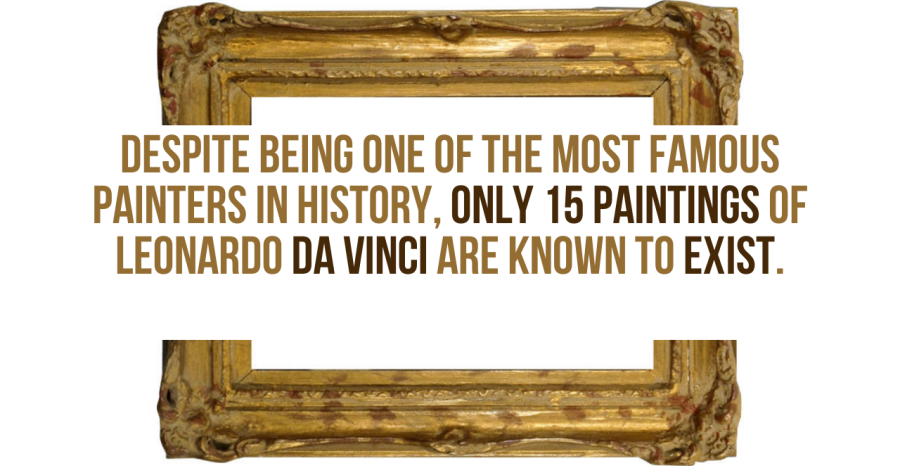 DESPITE BEING ONE OF THE MOST FAMOUS
PAINTERS IN HISTORY, ONLY 15 PAINTINGS OF
LEONARDO DA VINCI ARE KNOWN TO EXIST.